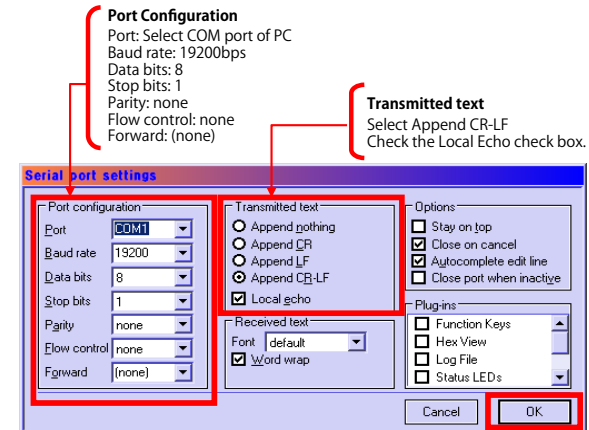 Port Configuration
Port: Select COM port of PC
Baud rate: 19200bps
Data bits: 8
Stop bits: 1
Parity: none
Flow control: none
Forward: (none)
Transmitted text
Select Append CR-LF
Check the Local Echo check box.
Serial port settings
Port configuration
Port COM1
Baud rate 19200
Data bits 8
Stop bits 1
Parity none
Flow control none
Forward (none)
Transmitted text
Append nothing
Append CR
Append LF
Append CR-LF
Local echo
Received text
Font default
Word wrap
Options
Stay on top
Close on cancel
Autocomplete edit line
Close port when inactive
Plug-ins
Function Keys
Hex View
Log File
Status LEDs
Cancel OK